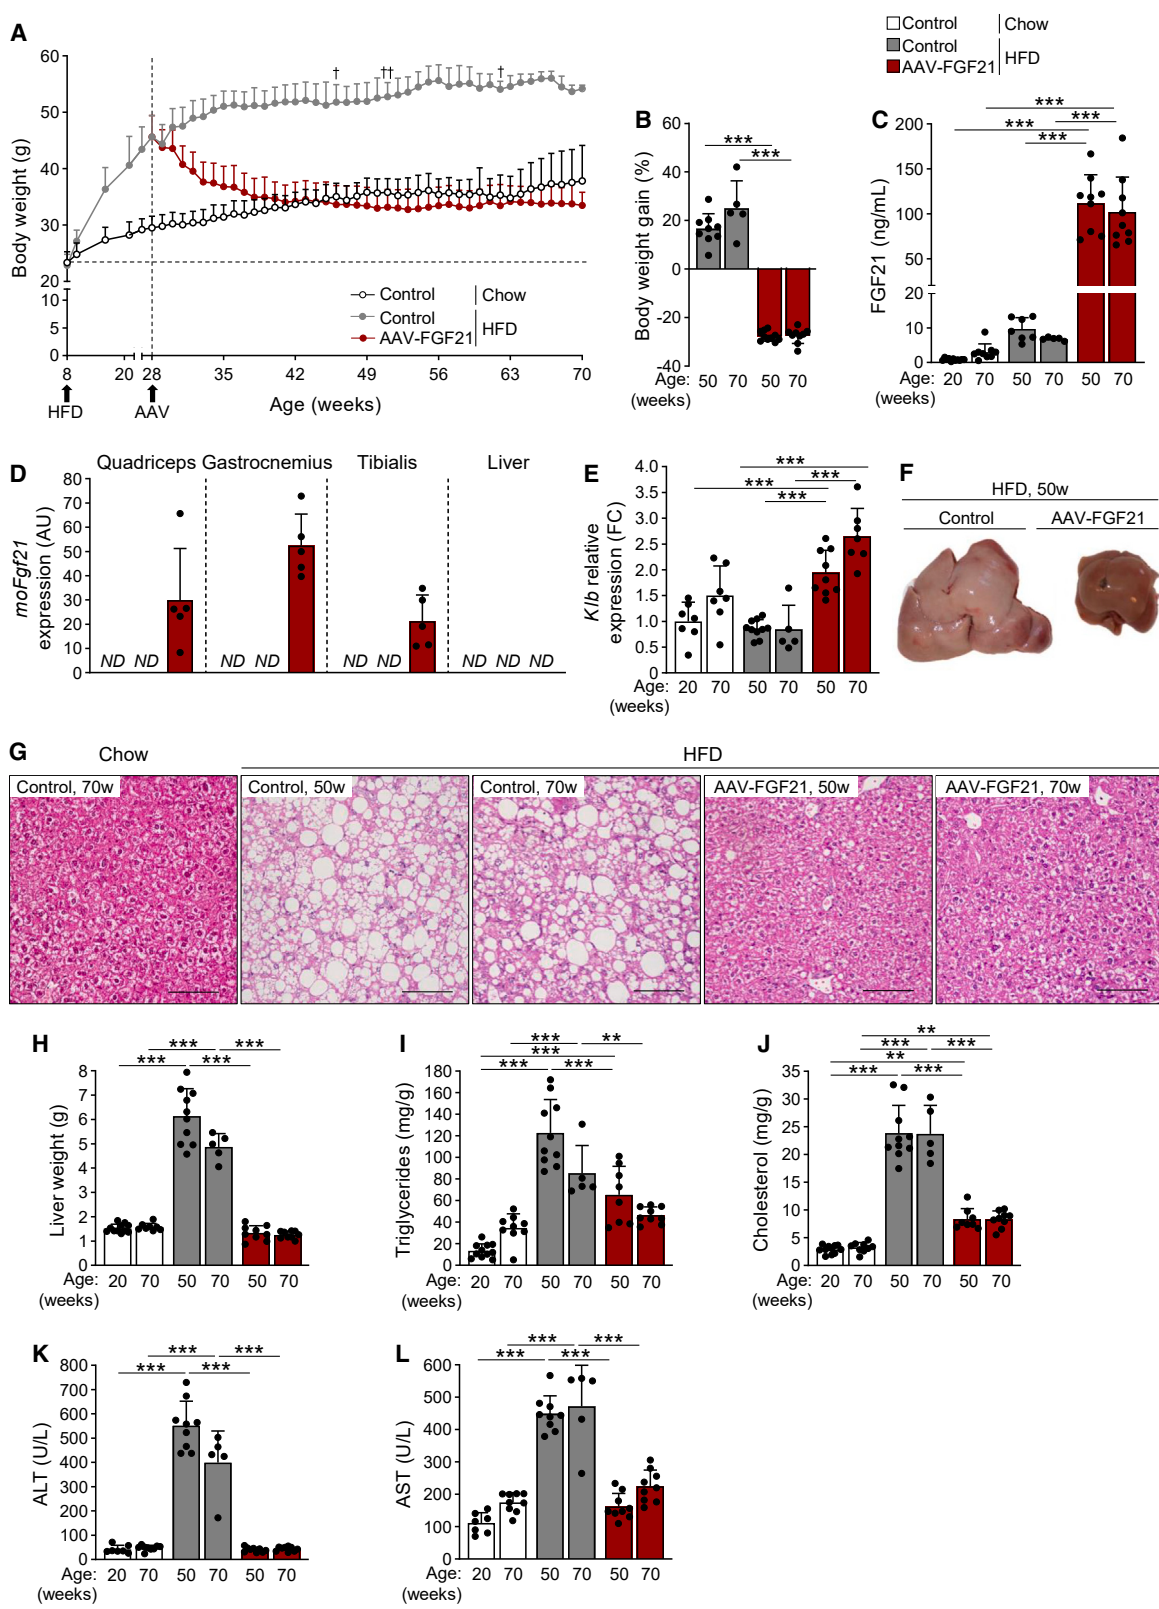 Control
Chow
Control
HFD
AAV-FGF21
A
Body weight (g)
60
50
40
30
20
10
5
0
†
††
†
Control
Chow
Control
HFD
AAV-FGF21
8 20 28 35 42 49 56 63 70
HFD AAV Age (weeks)
B
Body weight gain (%)
60
40
20
0
-20
-40
***
***
Age: 50 70 50 70
(weeks)
C
FGF21 (ng/mL)
200
150
100
50
20
10
0
***
***
***
***
Age: 20 70 50 70 50 70
(weeks)
D
Quadriceps Gastrocnemius Tibialis Liver
moFgf21
expression (AU)
80
70
60
50
40
30
20
10
0
ND ND ND ND ND ND ND ND ND
E
Klb relative
expression (FC)
4.0
3.5
3.0
2.5
2.0
1.5
1.0
0.5
0
***
***
***
***
Age: 20 70 50 70 50 70
(weeks)
F
HFD, 50w
Control AAV-FGF21
G
Chow HFD
Control, 70w Control, 50w Control, 70w AAV-FGF21, 50w AAV-FGF21, 70w
H
Liver weight (g)
8
7
6
5
4
3
2
1
0
*** ***
*** ***
Age: 20 70 50 70 50 70
(weeks)
I
Triglycerides (mg/g)
180
160
140
120
100
80
60
40
20
0
*** **
***
*** ***
Age: 20 70 50 70 50 70
(weeks)
J
Cholesterol (mg/g)
35
30
25
20
15
10
5
0
**
*** ***
**
*** ***
Age: 20 70 50 70 50 70
(weeks)
K
ALT (U/L)
800
700
600
500
400
300
200
100
0
*** ***
*** ***
Age: 20 70 50 70 50 70
(weeks)
L
AST (U/L)
600
500
400
300
200
100
0
*** ***
*** ***
Age: 20 70 50 70 50 70
(weeks)